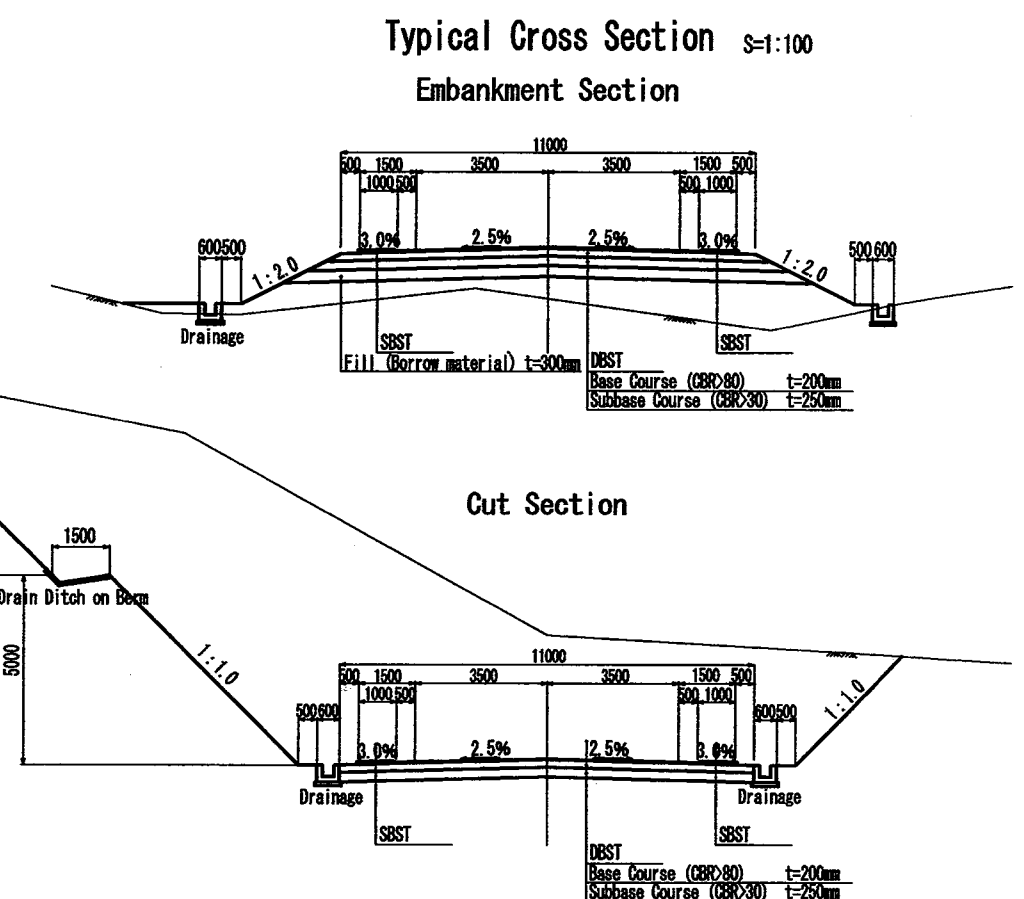 Typical Cross Section S=1:100
Embankment Section
11000
500 1500 3500 3500 1500 500
1000 500 500 1000
600 500 3.0% 2.5% 2.5% 3.0% 500 600
1:2.0 1:2.0
Drainage
SBST SBST
Fill (Borrow material) t=300mm
DBST
Base Course (CBR>80) t=200mm
Subbase Course (CBR>30) t=250mm
Cut Section
1500
Drain Ditch on Berm
5000
1:1.0 1:1.0
11000
500 1500 3500 3500 1500 500
1000 500 500 1000
500 600 600 500
3.0% 2.5% 2.5% 3.0%
Drainage Drainage
SBST SBST
DBST
Base Course (CBR>80) t=200mm
Subbase Course (CBR>30) t=250mm